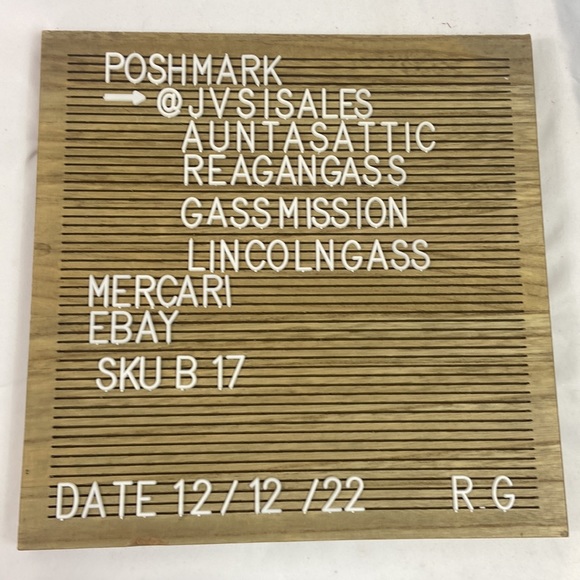 POSHMARK
@JVSISALES
AUNTASATTIC
REAGANGASS
GASSMISSION
LINCOLNGASS
MERCARI
EBAY
SKU B 17
DATE 12/12/22 R.G